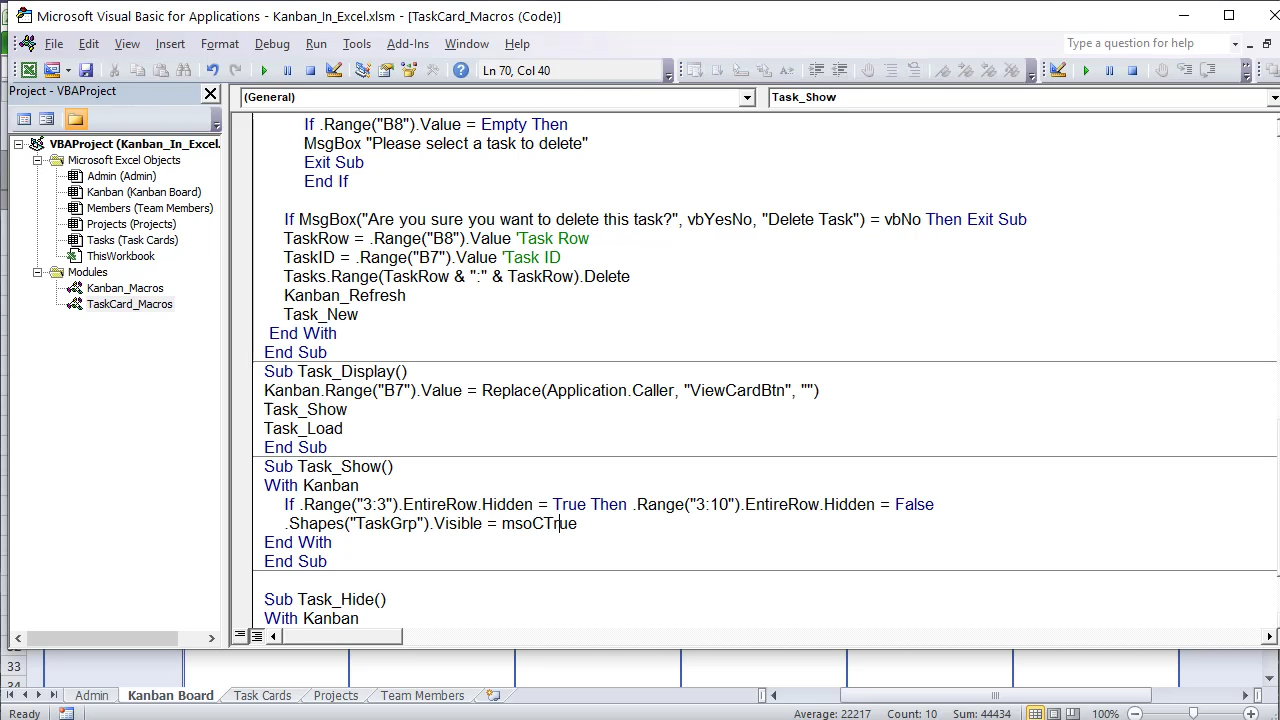 Microsoft Visual Basic for Applications - Kanban_In_Excel.xlsm - [TaskCard_Macros (Code)]
File Edit View Insert Format Debug Run Tools Add-Ins Window Help
Type a question for help
Ln 70, Col 40
Project - VBAProject
(General)
Task_Show
VBAProject (Kanban_In_Excel.
Microsoft Excel Objects
Admin (Admin)
Kanban (Kanban Board)
Members (Team Members)
Projects (Projects)
Tasks (Task Cards)
ThisWorkbook
Modules
Kanban_Macros
TaskCard_Macros
If .Range("B8").Value = Empty Then
MsgBox "Please select a task to delete"
Exit Sub
End If
If MsgBox("Are you sure you want to delete this task?", vbYesNo, "Delete Task") = vbNo Then Exit Sub
TaskRow = .Range("B8").Value 'Task Row
TaskID = .Range("B7").Value 'Task ID
Tasks.Range(TaskRow & ":" & TaskRow).Delete
Kanban_Refresh
Task_New
End With
End Sub
Sub Task_Display()
Kanban.Range("B7").Value = Replace(Application.Caller, "ViewCardBtn", "")
Task_Show
Task_Load
End Sub
Sub Task_Show()
With Kanban
If .Range("3:3").EntireRow.Hidden = True Then .Range("3:10").EntireRow.Hidden = False
.Shapes("TaskGrp").Visible = msoCTrue
End With
End Sub
Sub Task_Hide()
With Kanban
33
Admin Kanban Board Task Cards Projects Team Members
Ready
Average: 22217 Count: 10 Sum: 44434 100%